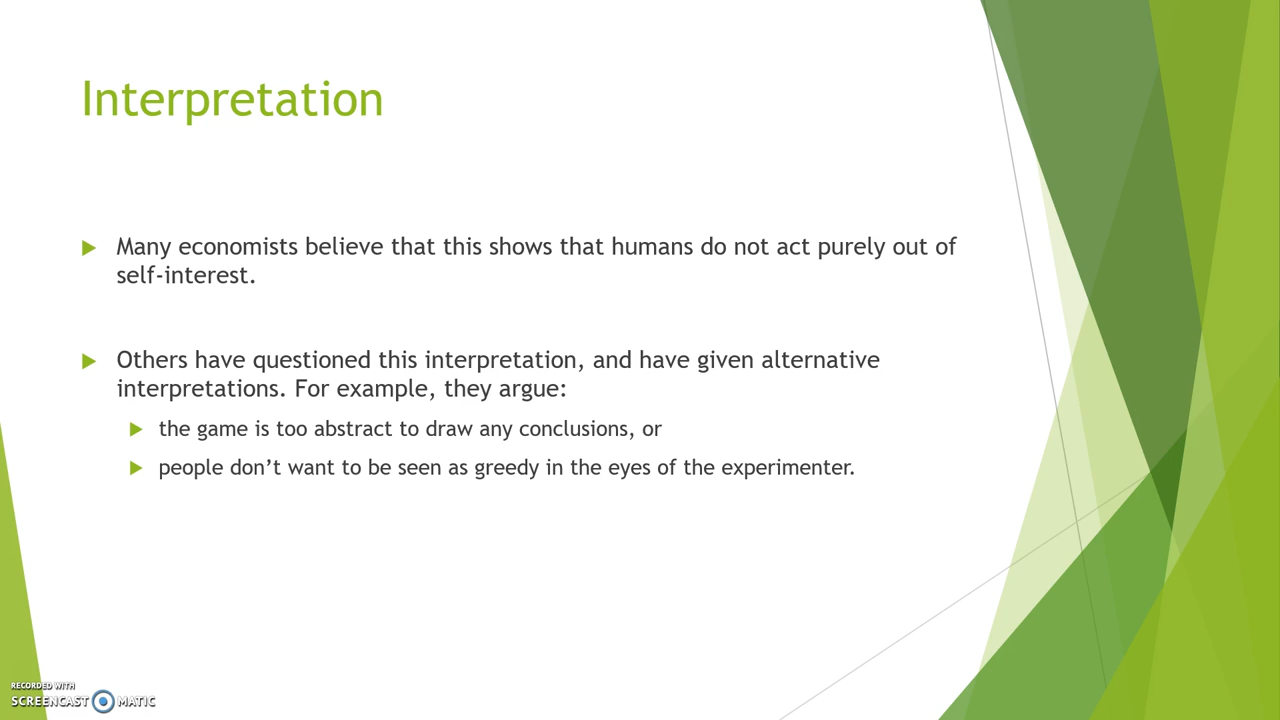 Interpretation
Many economists believe that this shows that humans do not act purely out of
self-interest.
Others have questioned this interpretation, and have given alternative
interpretations. For example, they argue:
the game is too abstract to draw any conclusions, or
people don’t want to be seen as greedy in the eyes of the experimenter.
RECORDED WITH
SCREENCAST MATIC